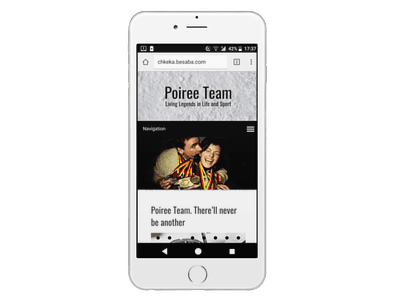 42% 17:37
chkeka.besaba.com
Poiree Team
Living Legends in Life and Sport
Navigation
Poiree Team. There'll never
be another